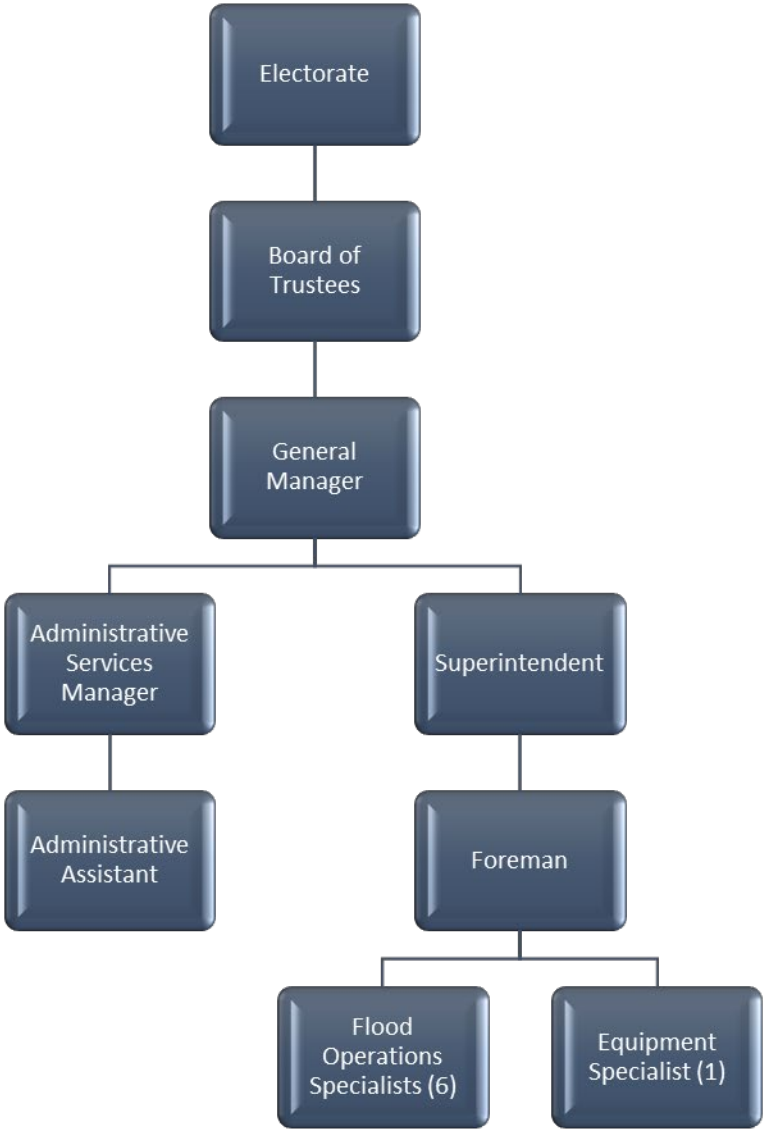 Electorate
Board of
Trustees
General
Manager
Administrative
Services
Manager
Superintendent
Administrative
Assistant
Foreman
Flood
Operations
Specialists (6)
Equipment
Specialist (1)